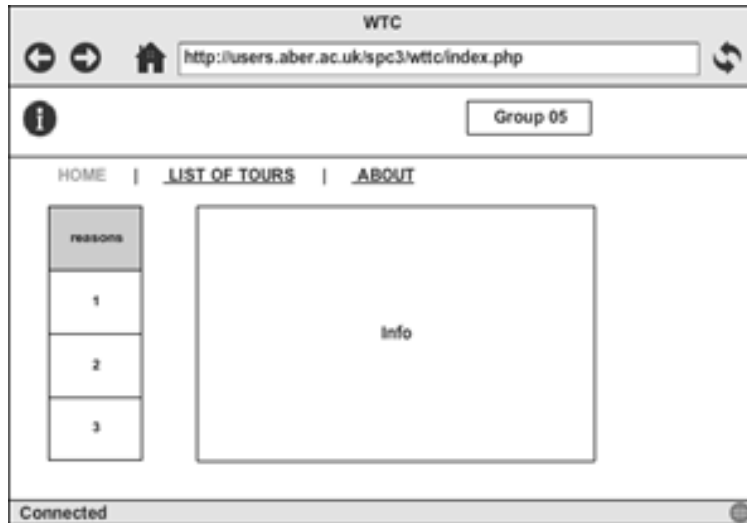 WTC
http://users.aber.ac.uk/spc3/wttc/index.php
Group 05
HOME | LIST OF TOURS | ABOUT
reasons
1
2
3
Info
Connected